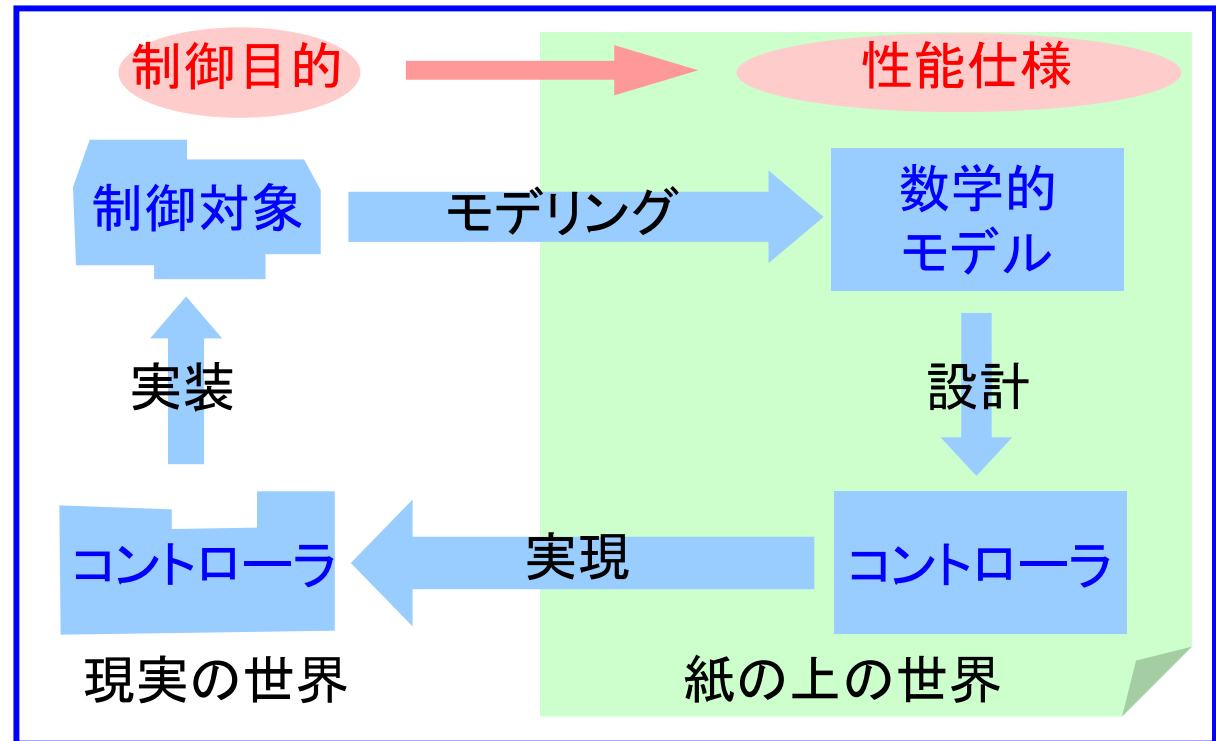 制御目的
性能仕様
制御対象
モデリング
数学的
モデル
実装
設計
コントローラ
実現
コントローラ
現実の世界
紙の上の世界